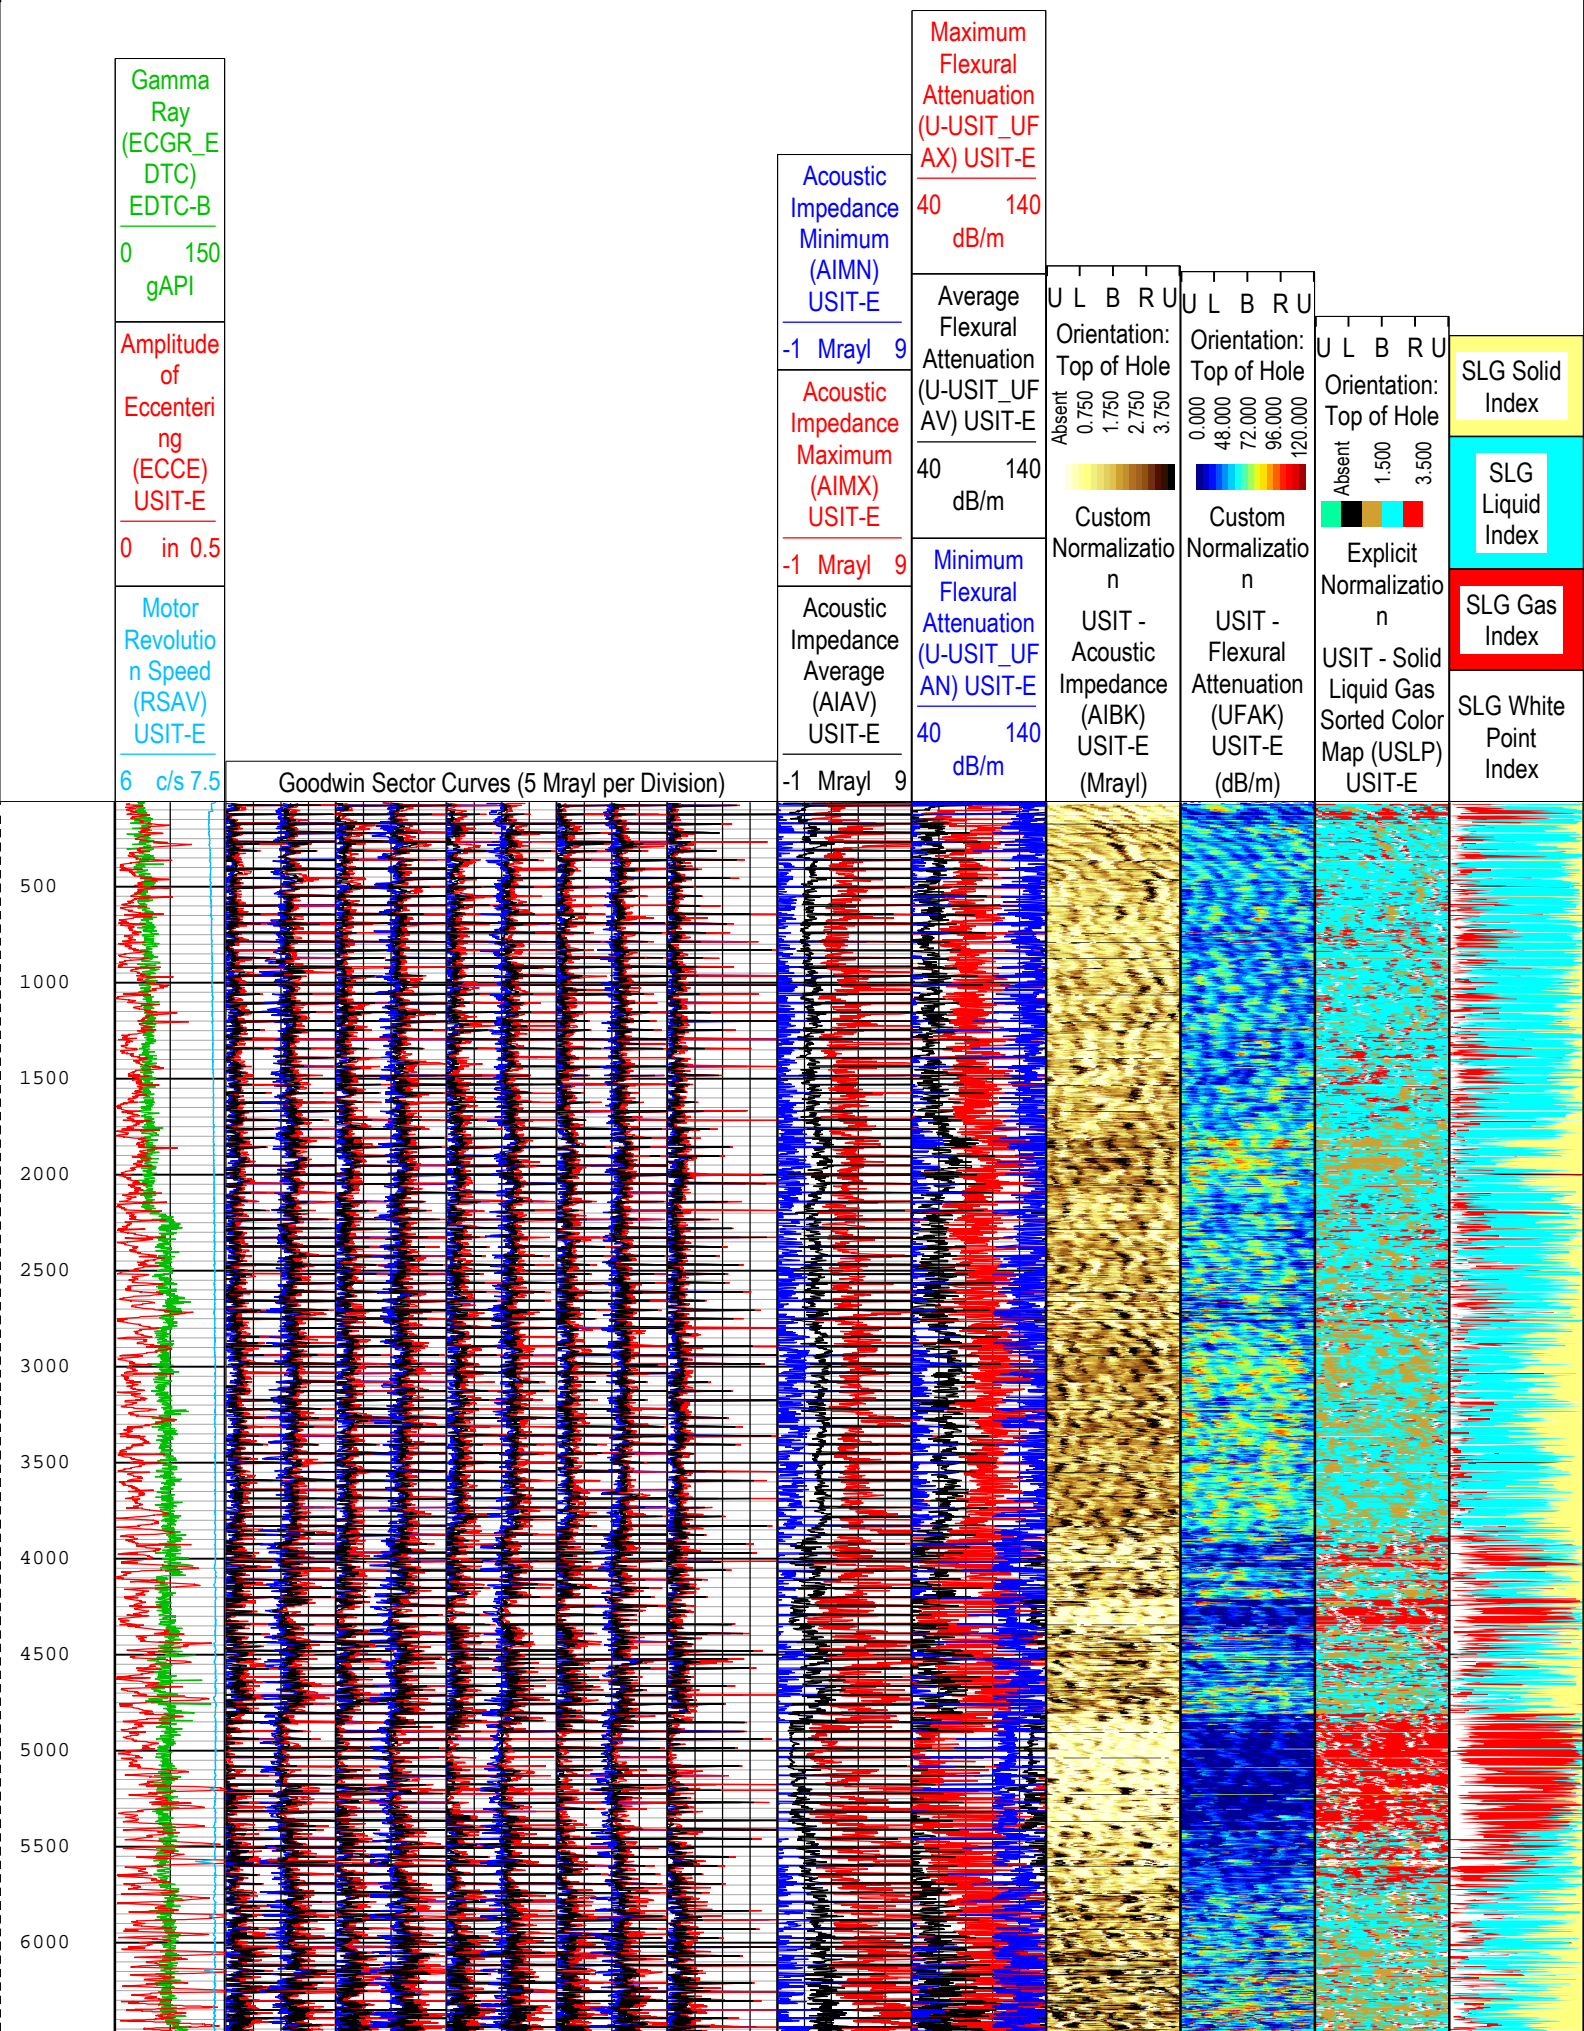 Gamma
Ray
(ECGR_E
DTC)
EDTC-B
0 150
gAPI
Amplitude
of
Eccenteri
ng
(ECCE)
USIT-E
0 in 0.5
Motor
Revolutio
n Speed
(RSAV)
USIT-E
6 c/s 7.5
Goodwin Sector Curves (5 Mrayl per Division)
Acoustic
Impedance
Minimum
(AIMN)
USIT-E
-1 Mrayl 9
Acoustic
Impedance
Maximum
(AIMX)
USIT-E
-1 Mrayl 9
Acoustic
Impedance
Average
(AIAV)
USIT-E
-1 Mrayl 9
Maximum
Flexural
Attenuation
(U-USIT_UF
AX) USIT-E
40 140
dB/m
Average
Flexural
Attenuation
(U-USIT_UF
AV) USIT-E
40 140
dB/m
Minimum
Flexural
Attenuation
(U-USIT_UF
AN) USIT-E
40 140
dB/m
U L B R U
Orientation:
Top of Hole
Absent
0.750
1.750
2.750
3.750
Custom
Normalizatio
n
USIT -
Acoustic
Impedance
(AIBK)
USIT-E
(Mrayl)
U L B R U
Orientation:
Top of Hole
0.000
48.000
72.000
96.000
120.000
Custom
Normalizatio
n
USIT -
Flexural
Attenuation
(UFAK)
USIT-E
(dB/m)
U L B R U
Orientation:
Top of Hole
Absent
1.500
3.500
Explicit
Normalizatio
n
USIT - Solid
Liquid Gas
Sorted Color
Map (USLP)
USIT-E
SLG Solid
Index
SLG
Liquid
Index
SLG Gas
Index
SLG White
Point
Index
500
1000
1500
2000
2500
3000
3500
4000
4500
5000
5500
6000